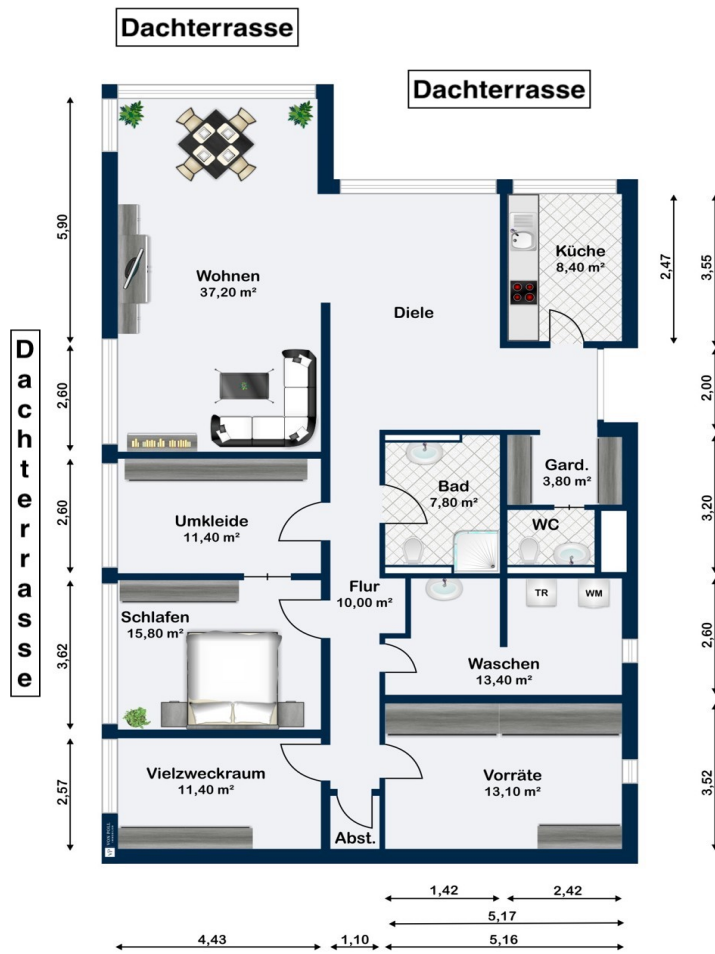 Dachterrasse
Dachterrasse
5,90
Wohnen
37,20 m²
Küche
8,40 m²
2,47
3,55
Diele
Dachterrasse
2,60
2,00
Gard.
3,80 m²
Bad
7,80 m²
3,20
Umkleide
11,40 m²
2,60
WC
Flur
10,00 m²
TR
WM
Schlafen
15,80 m²
3,62
2,60
Waschen
13,40 m²
Vielzweckraum
11,40 m²
2,57
Vorräte
13,10 m²
3,52
Abst.
VON POLL
1,42
2,42
5,17
4,43
1,10
5,16